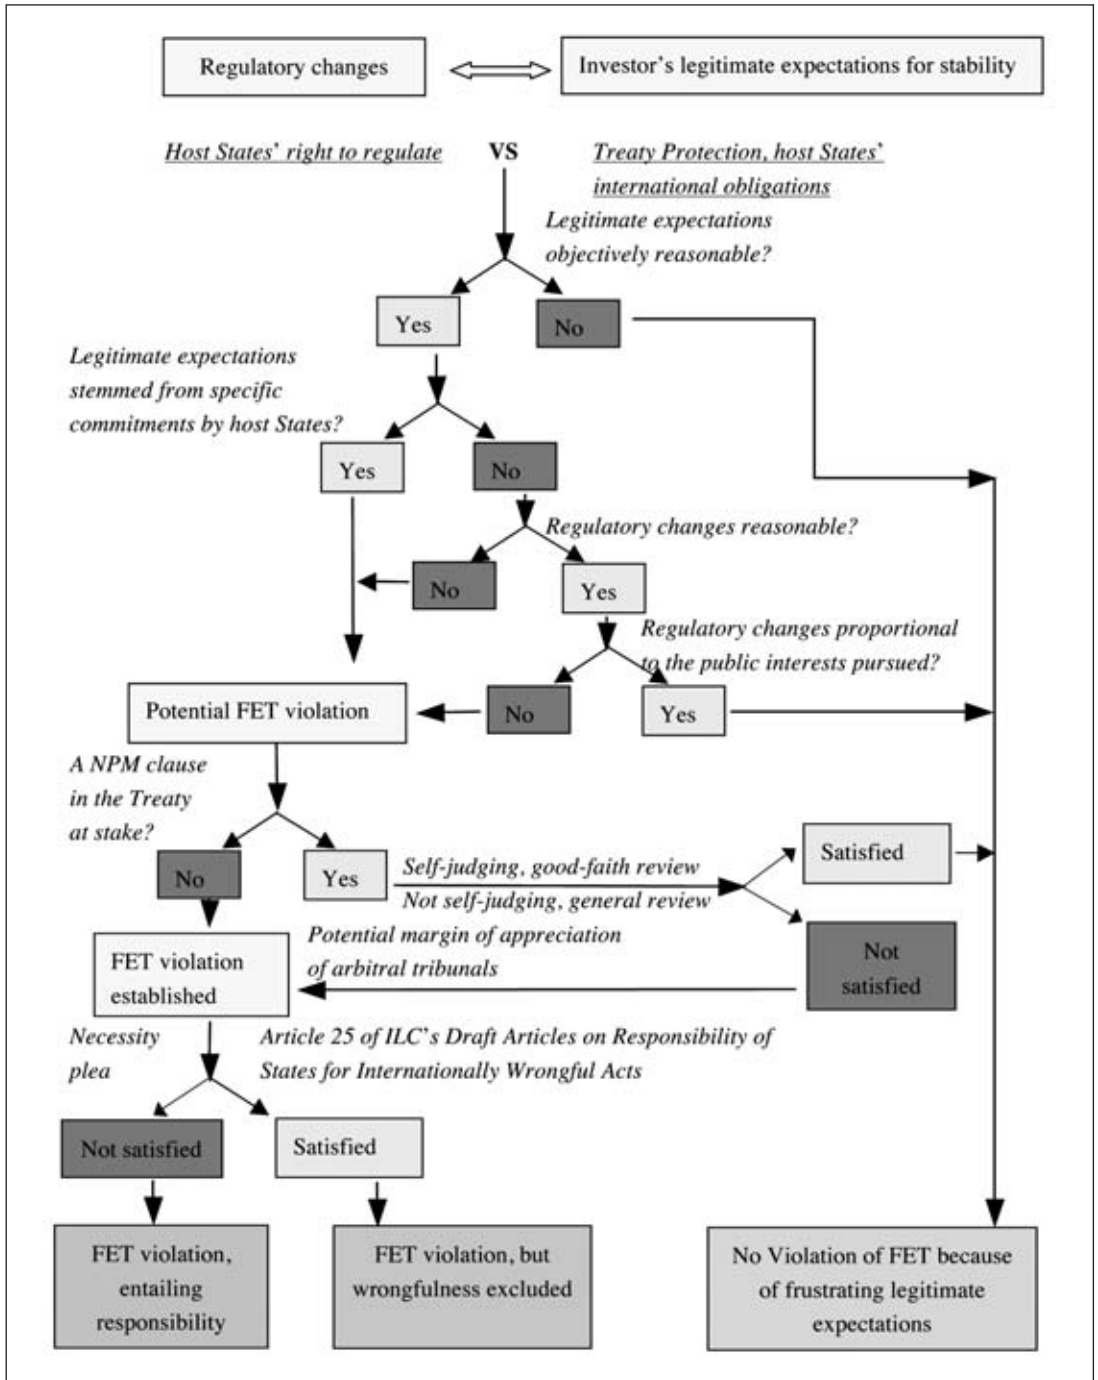 Regulatory changes
Investor's legitimate expectations for stability
Host States' right to regulate
VS
Treaty Protection, host States'
international obligations
Legitimate expectations
objectively reasonable?
Yes
No
Legitimate expectations
stemmed from specific
commitments by host States?
Yes
No
Regulatory changes reasonable?
No
Yes
Regulatory changes proportional
to the public interests pursued?
Potential FET violation
No
Yes
A NPM clause
in the Treaty
at stake?
No
Yes
Self-judging, good-faith review
Not self-judging, general review
Satisfied
Potential margin of appreciation
of arbitral tribunals
Not
satisfied
FET violation
established
Necessity
plea
Article 25 of ILC's Draft Articles on Responsibility of
States for Internationally Wrongful Acts
Not satisfied
Satisfied
FET violation,
entailing
responsibility
FET violation, but
wrongfulness excluded
No Violation of FET because
of frustrating legitimate
expectations